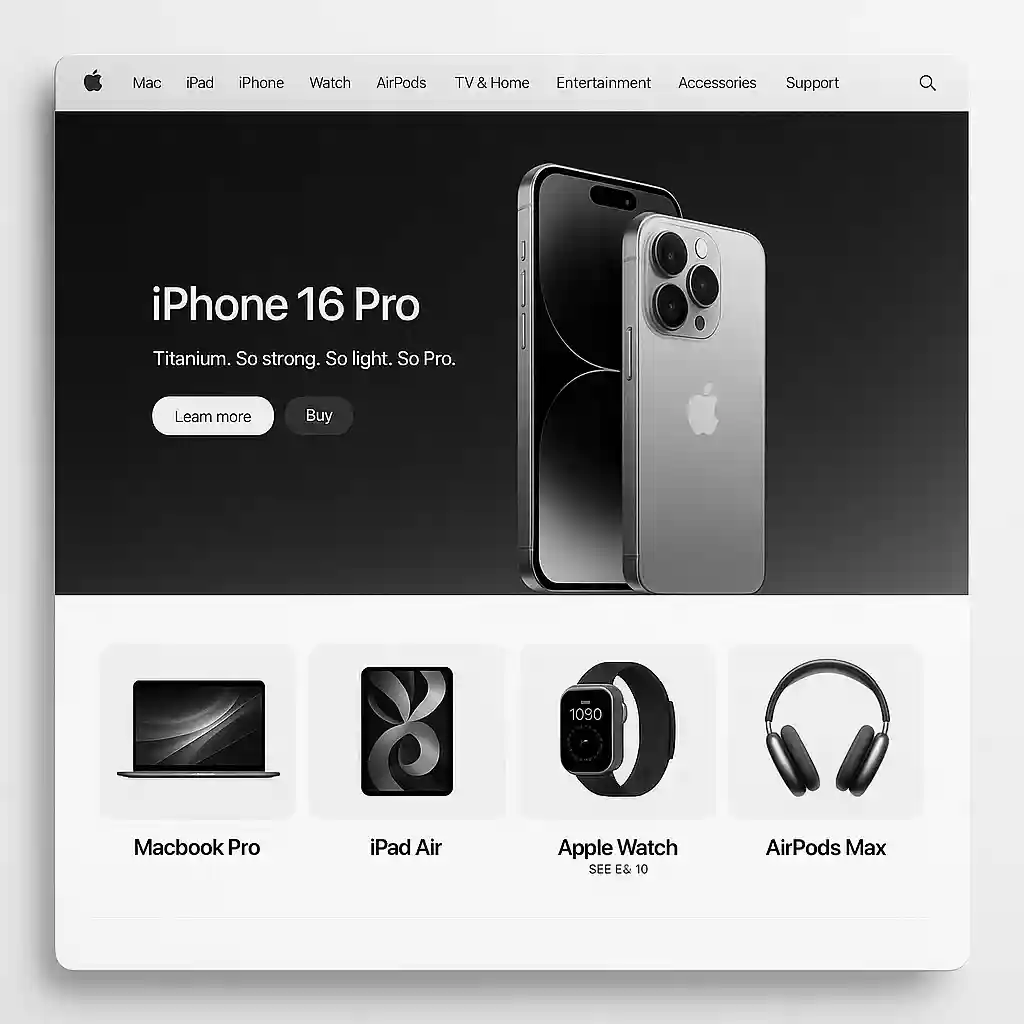 Mac iPad iPhone Watch AirPods TV & Home Entertainment Accessories Support
iPhone 16 Pro
Titanium. So strong. So light. So Pro.
Leam more Buy
1090
Macbook Pro iPad Air Apple Watch AirPods Max
SEE E& 10